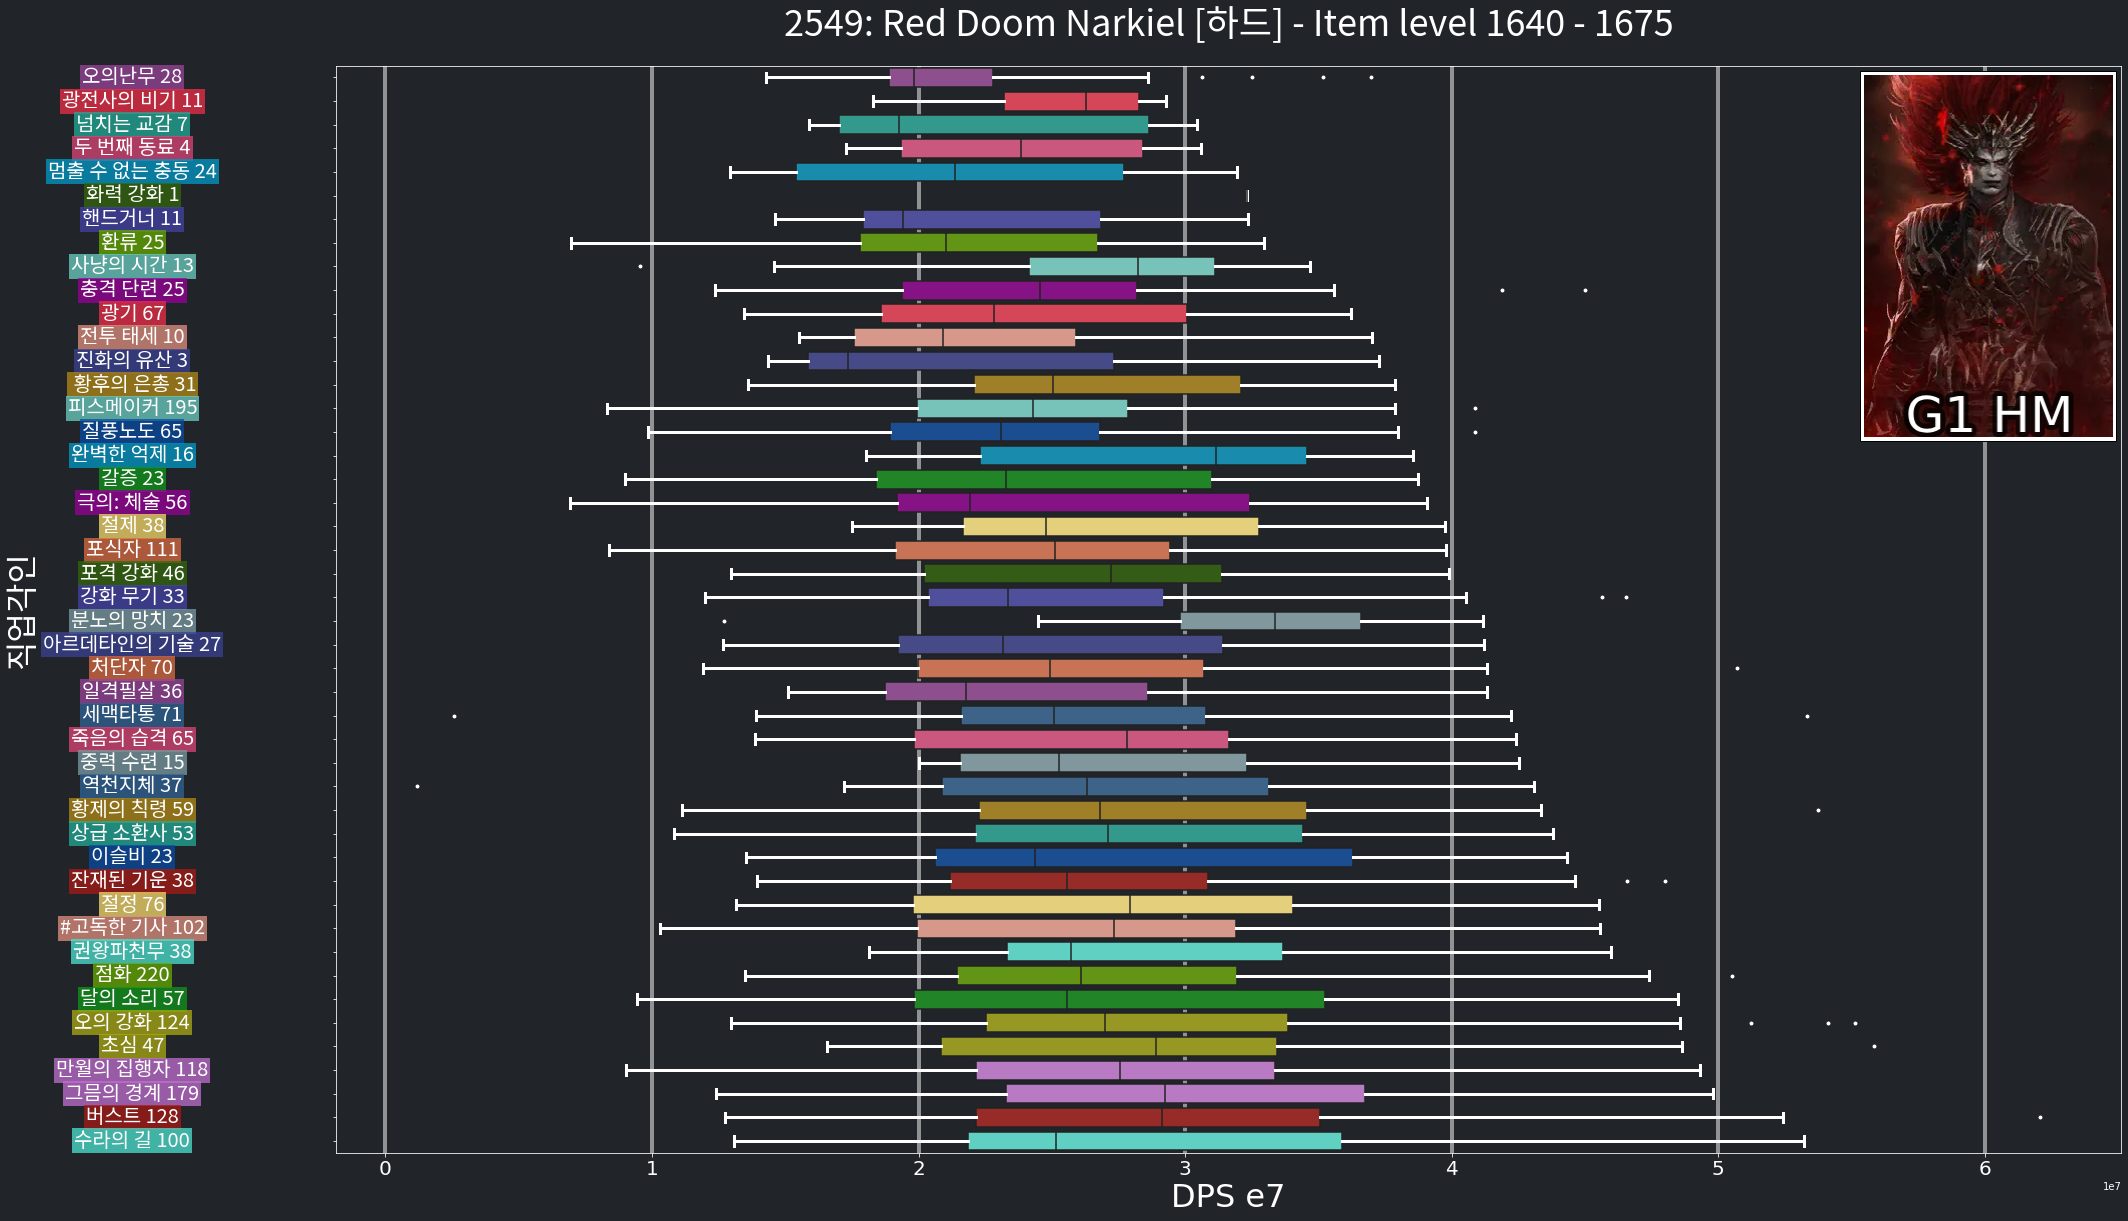 2549: Red Doom Narkiel [하드] - Item level 1640 - 1675
오의난무 28
광전사의 비기 11
넘치는 교감 7
두 번째 동료 4
멈출 수 없는 충동 24
화력 강화 1
핸드거너 11
환류 25
사냥의 시간 13
충격 단련 25
광기 67
전투 태세 10
진화의 유산 3
황후의 은총 31
피스메이커 195
질풍노도 65
완벽한 억제 16
갈증 23
극의: 체술 56
절제 38
포식자 111
포격 강화 46
강화 무기 33
분노의 망치 23
아르데타인의 기술 27
처단자 70
일격필살 36
세맥타통 71
죽음의 습격 65
중력 수련 15
역천지체 37
황제의 칙령 59
상급 소환사 53
이슬비 23
잔재된 기운 38
절정 76
#고독한 기사 102
권왕파천무 38
점화 220
달의 소리 57
오의 강화 124
초심 47
만월의 집행자 118
그믐의 경계 179
버스트 128
수라의 길 100
직업각인
G1 HM
0 1 2 3 4 5 6
DPS e7
1e7